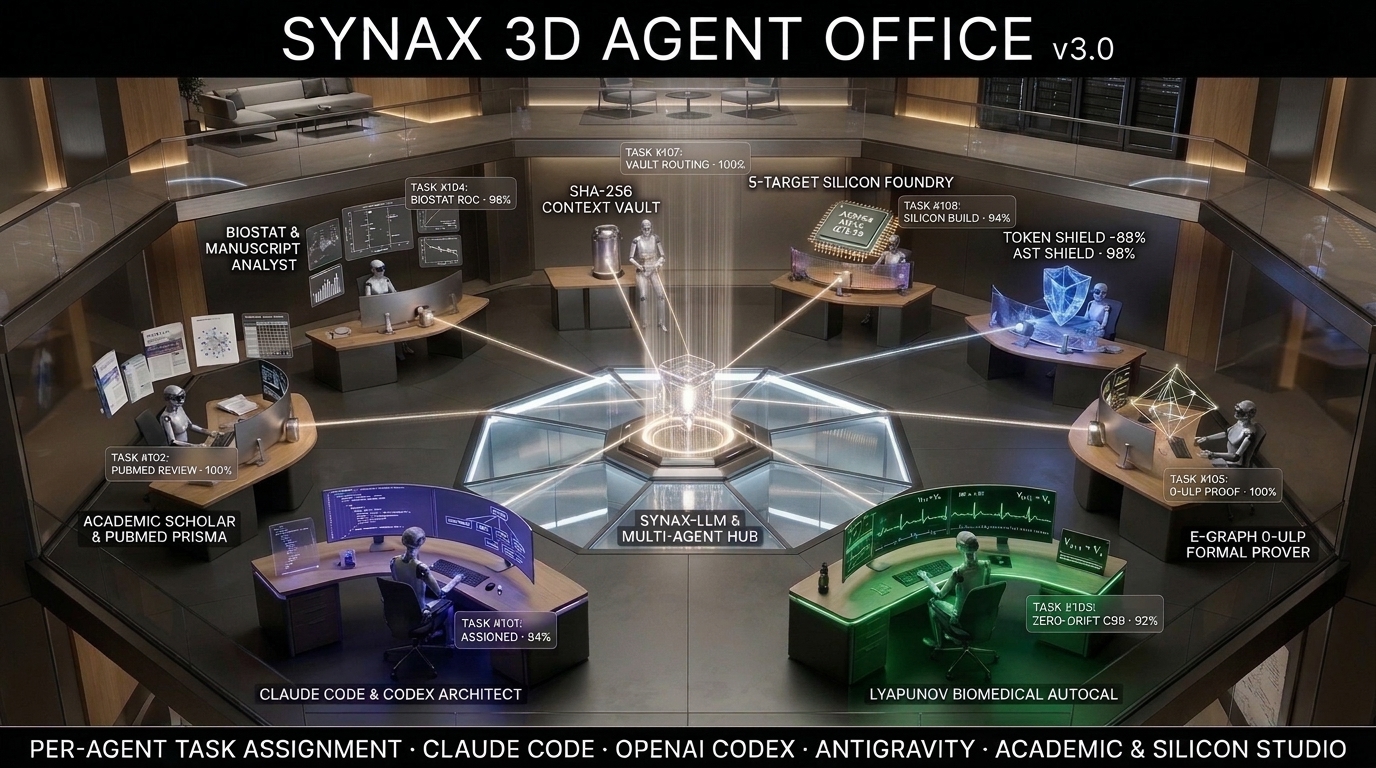 SYNAX 3D AGENT OFFICE v3.0
TASK #107:
VAULT ROUTING · 100%
TASK #104:
BIOSTAT ROC · 98%
SHA-256
CONTEXT VAULT
5-TARGET SILICON FOUNDRY
TASK #108:
SILICON BUILD · 94%
BIOSTAT &
MANUSCRIPT
ANALYST
TOKEN SHIELD -88%
AST SHIELD · 98%
TASK #102:
PUBMED REVIEW · 100%
TASK #105:
0-ULP PROOF · 100%
ACADEMIC SCHOLAR
& PUBMED PRISMA
SYNAX-LLM &
MULTI-AGENT HUB
E-GRAPH 0-ULP
FORMAL PROVER
TASK
ASSIONED · 94%
TASK
ZERO-DRIFT C9B · 92%
CLAUDE CODE & CODEX ARCHITECT
LYAPUNOV BIOMEDICAL AUTOCAL
PER-AGENT TASK ASSIGNMENT · CLAUDE CODE · OPENAI CODEX · ANTIGRAVITY · ACADEMIC & SILICON STUDIO